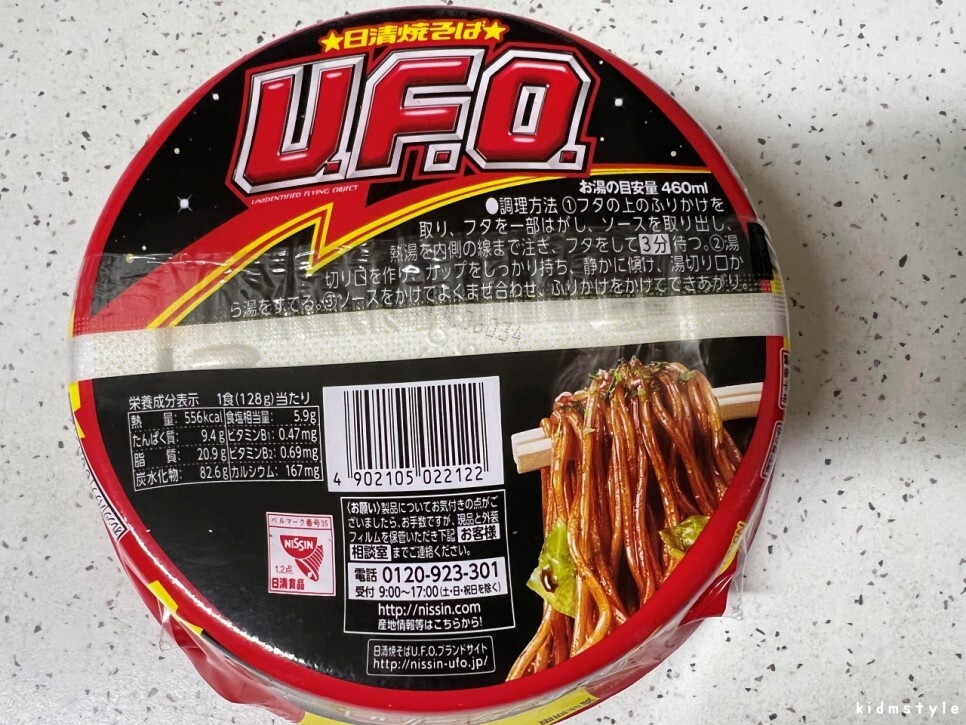 ★日清焼そば★
U.F.O.
UNIDENTIFIED FLYING OBJECT
お湯の目安量 460ml
●調理方法 ①フタの上のふりかけを
取り、フタを一部はがし、ソースを取り出し、
熱湯を内側の線まで注ぎ、フタをして3分待つ。②湯
切り口を作り、カップをしっかり持ち、静かに傾け、湯切り口か
ら湯をすてる。③ソースをかけてよくまぜ合わせ、ふりかけをかけてできあがり。
栄養成分表示 1食(128g)当たり
熱量: 556kcal 食塩相当量: 5.9g
たんぱく質: 9.4g ビタミンB1: 0.47mg
脂質: 20.9g ビタミンB2: 0.69mg
炭水化物: 82.6g カルシウム: 167mg
4 902105 022122
〈お願い〉製品についてお気付きの点がご
ざいましたら、お手数ですが、現品と外装
フィルムを保管いただき下記 お客様
相談室 までご連絡ください。
電話 0120-923-301
受付 9:00～17:00(土・日・祝日を除く)
http://nissin.com
産地情報等はこちらから!
ベルマーク番号35
NISSIN
1.2点
日清食品
日清焼そばU.F.O.ブランドサイト
http://nissin-ufo.jp/
kidmstyle